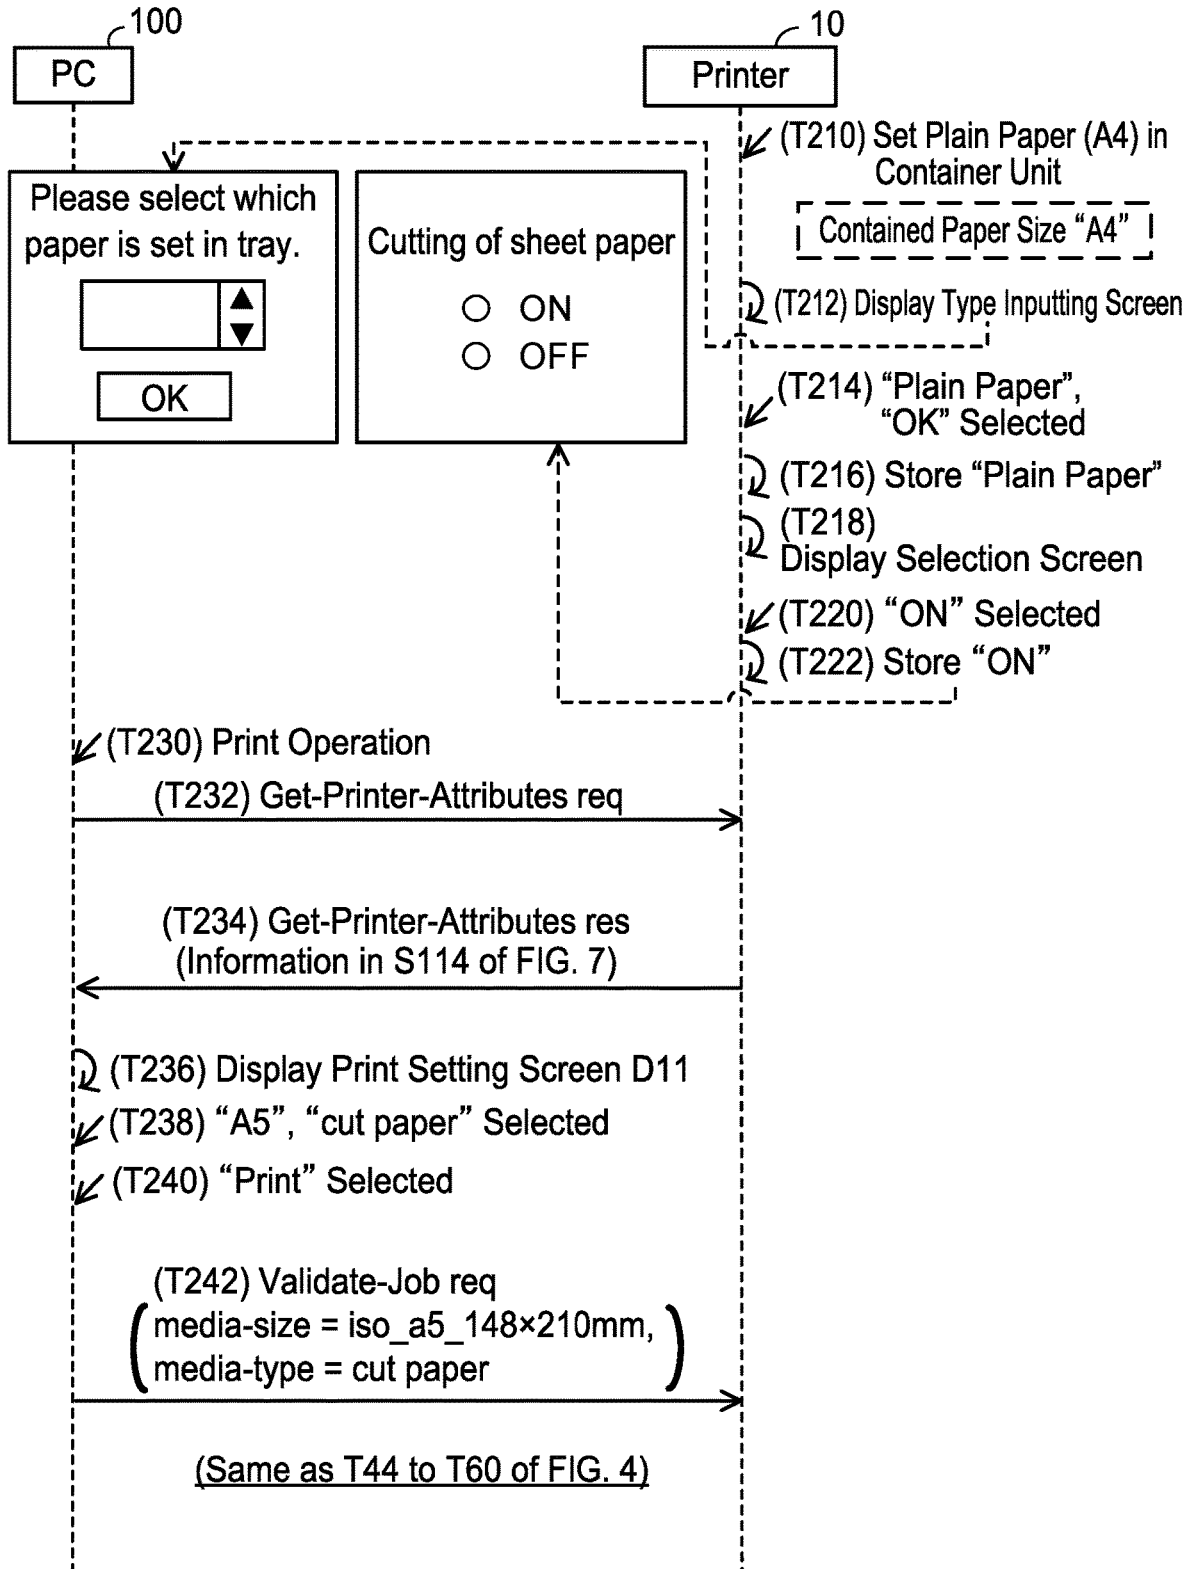 100
PC
10
Printer
(T210) Set Plain Paper (A4) in
Container Unit
Contained Paper Size “A4”
Please select which
paper is set in tray.
OK
Cutting of sheet paper
ON
OFF
(T212) Display Type Inputting Screen
(T214) “Plain Paper”,
“OK” Selected
(T216) Store “Plain Paper”
(T218)
Display Selection Screen
(T220) “ON” Selected
(T222) Store “ON”
(T230) Print Operation
(T232) Get-Printer-Attributes req
(T234) Get-Printer-Attributes res
(Information in S114 of FIG. 7)
(T236) Display Print Setting Screen D11
(T238) “A5”, “cut paper” Selected
(T240) “Print” Selected
(T242) Validate-Job req
media-size = iso_a5_148×210mm,
media-type = cut paper
(Same as T44 to T60 of FIG. 4)